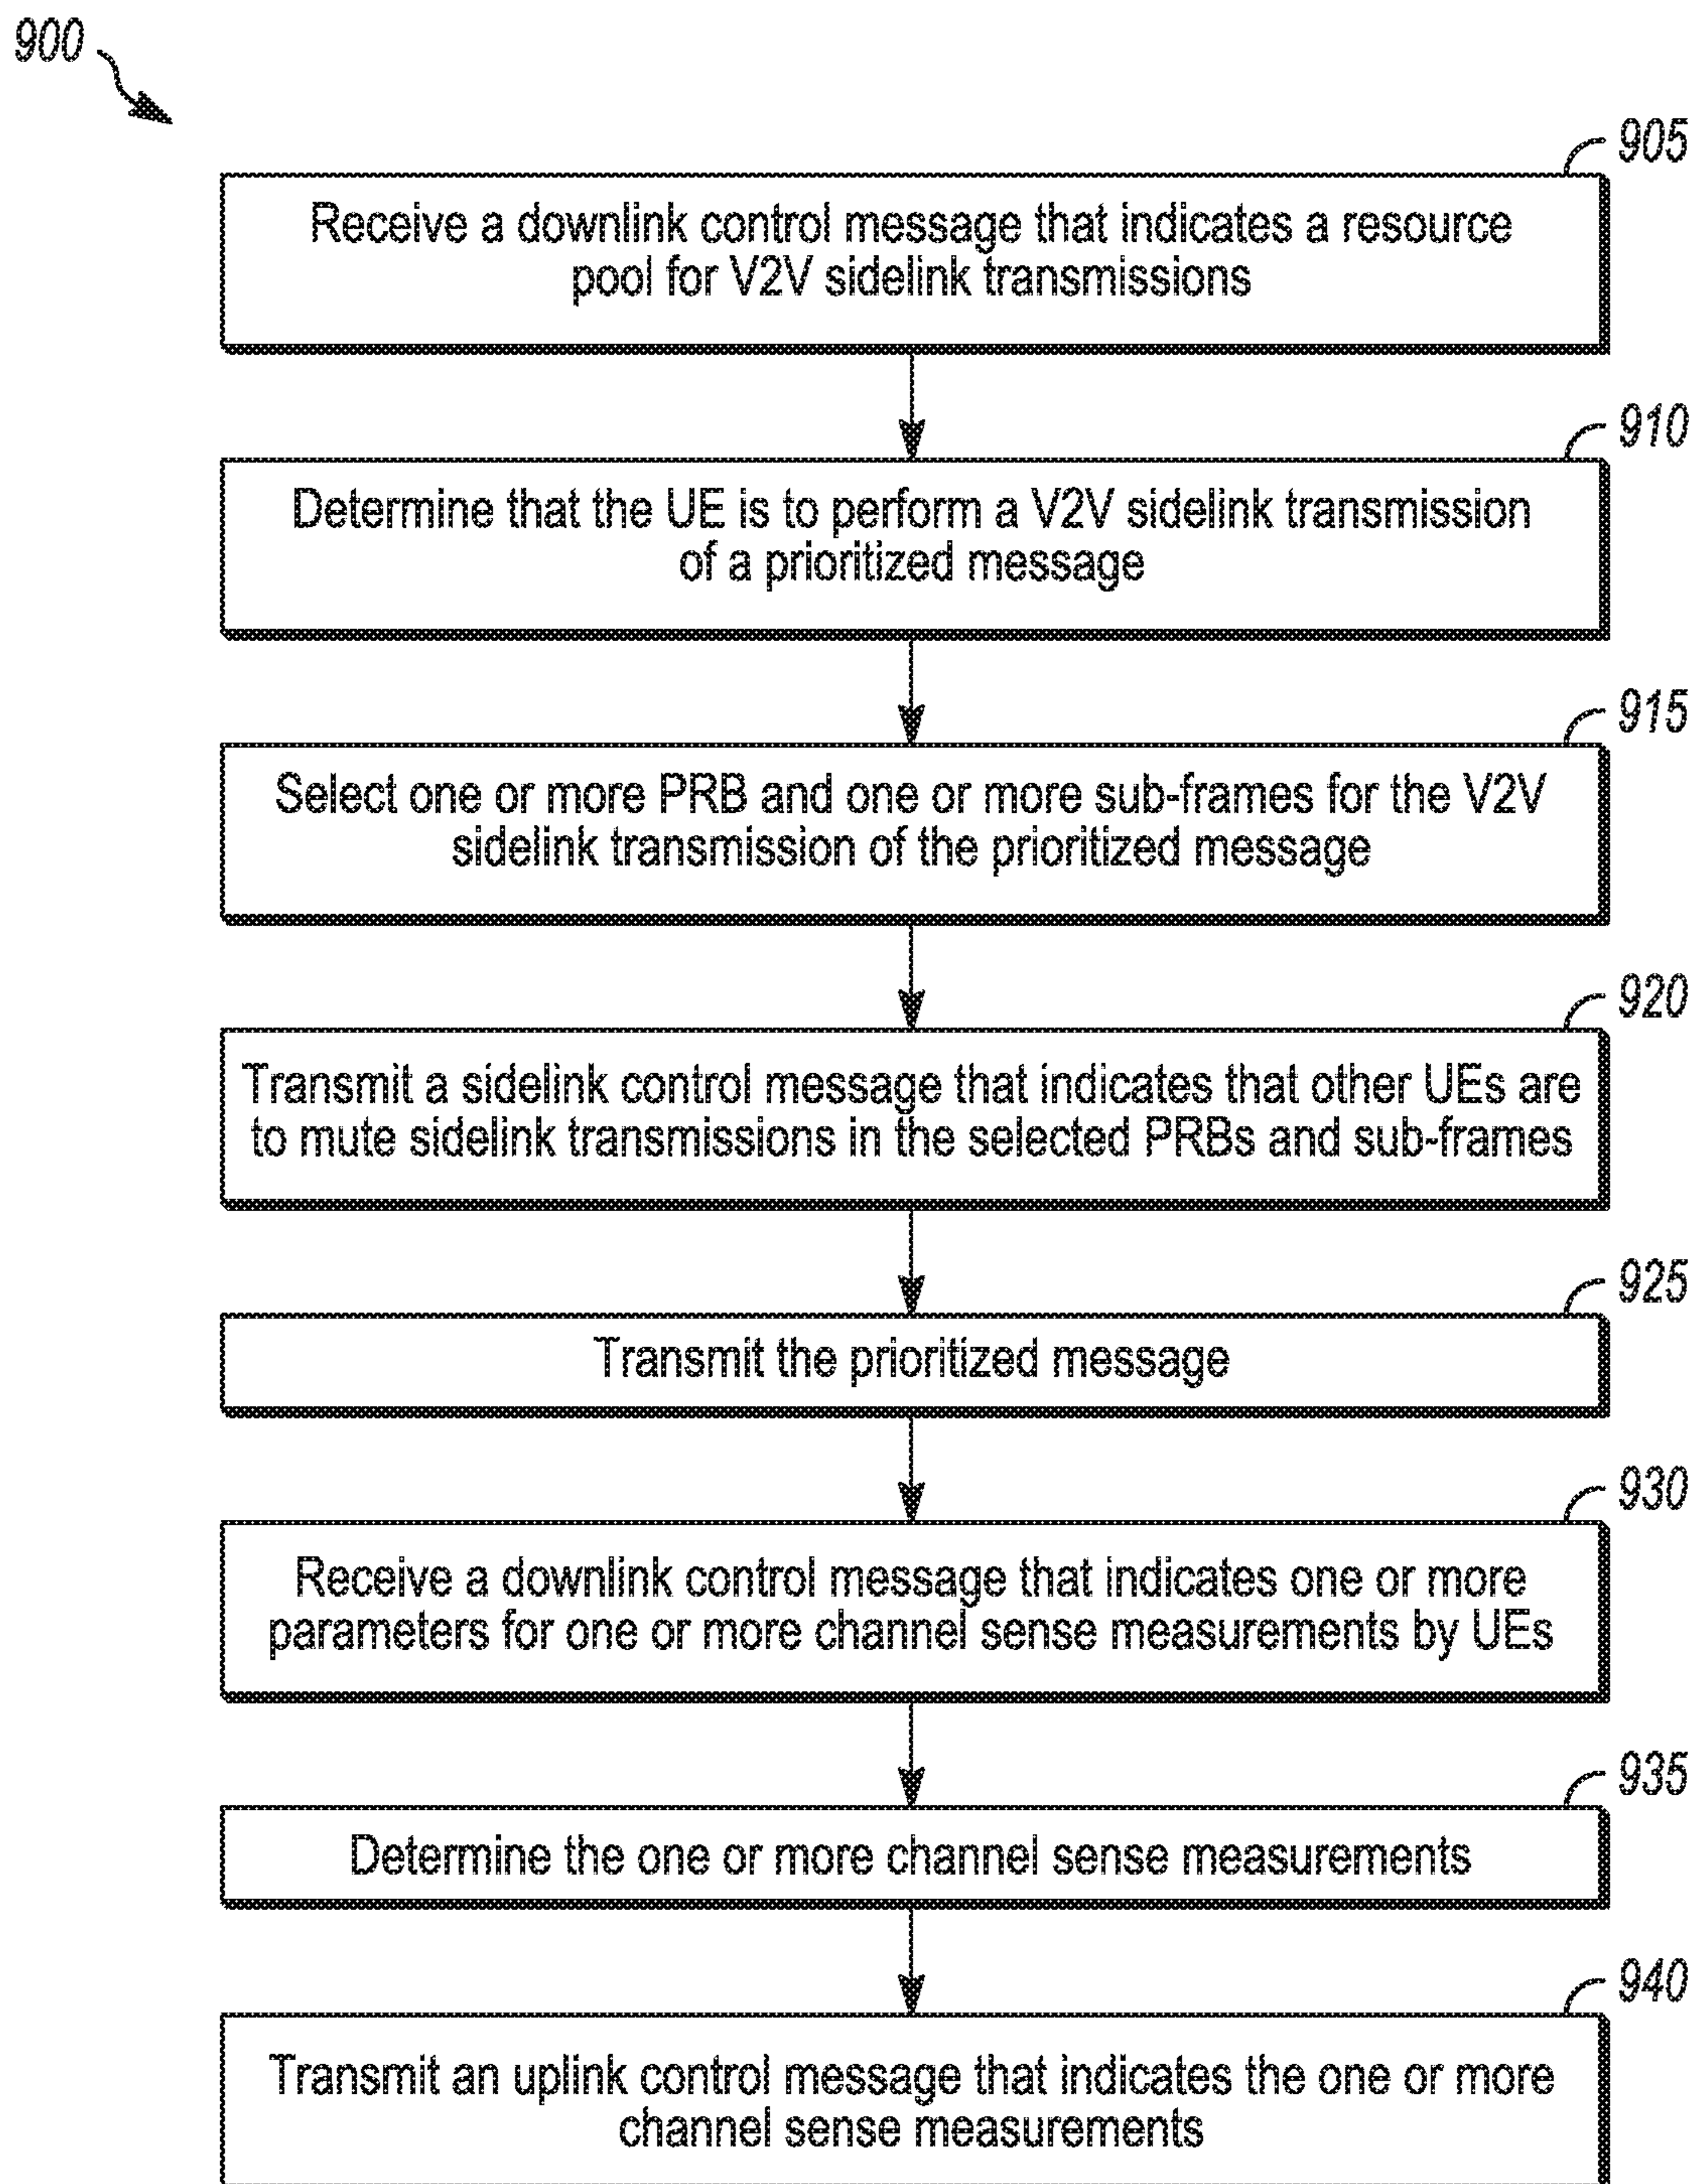 900
905
Receive a downlink control message that indicates a resource
pool for V2V sidelink transmissions
910
Determine that the UE is to perform a V2V sidelink transmission
of a prioritized message
915
Select one or more PRB and one or more sub-frames for the V2V
sidelink transmission of the prioritized message
920
Transmit a sidelink control message that indicates that other UEs are
to mute sidelink transmissions in the selected PRBs and sub-frames
925
Transmit the prioritized message
930
Receive a downlink control message that indicates one or more
parameters for one or more channel sense measurements by UEs
935
Determine the one or more channel sense measurements
940
Transmit an uplink control message that indicates the one or more
channel sense measurements